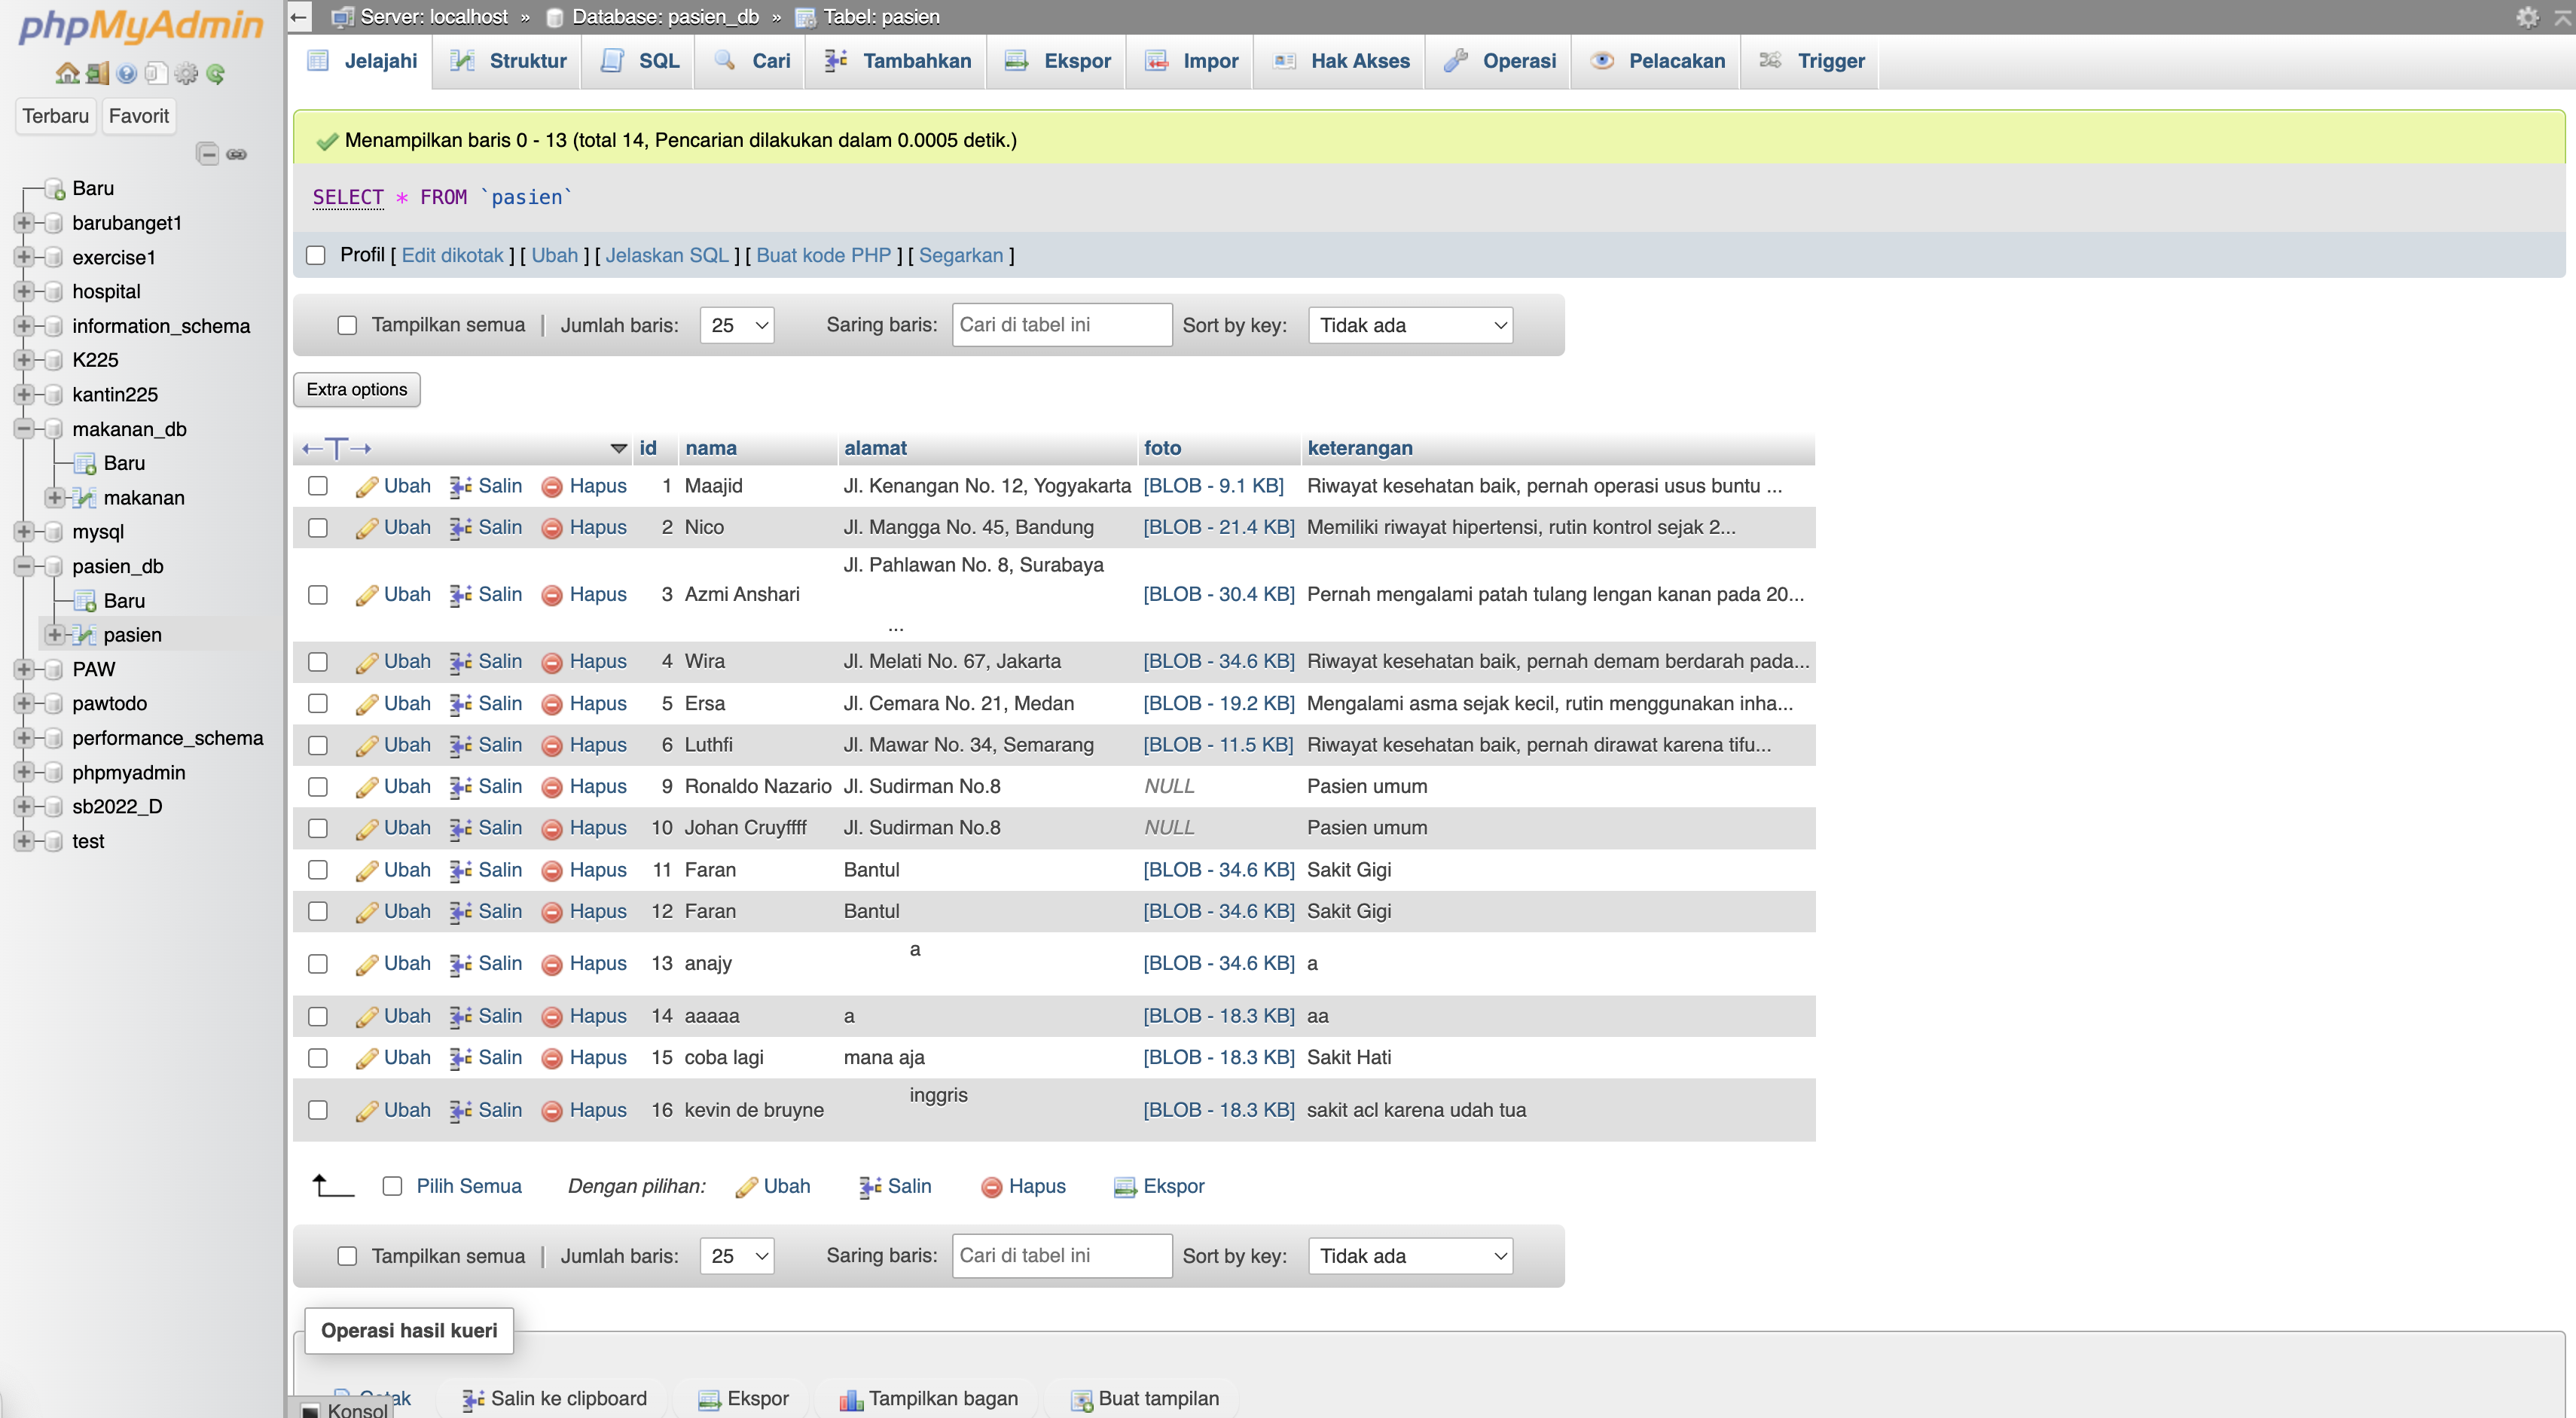 phpMyAdmin
Terbaru Favorit
Baru
barubanget1
exercise1
hospital
information_schema
K225
kantin225
makanan_db
Baru
makanan
mysql
pasien_db
Baru
pasien
PAW
pawtodo
performance_schema
phpmyadmin
sb2022_D
test
Server: localhost » Database: pasien_db » Tabel: pasien
Jelajahi Struktur SQL Cari Tambahkan Ekspor Impor Hak Akses Operasi Pelacakan Trigger
Menampilkan baris 0 - 13 (total 14, Pencarian dilakukan dalam 0.0005 detik.)
SELECT * FROM `pasien`
Profil [ Edit dikotak ] [ Ubah ] [ Jelaskan SQL ] [ Buat kode PHP ] [ Segarkan ]
Tampilkan semua | Jumlah baris: 25 Saring baris: Cari di tabel ini Sort by key: Tidak ada
Extra options
←T→ id nama alamat foto keterangan
Ubah Salin Hapus 1 Maajid Jl. Kenangan No. 12, Yogyakarta [BLOB - 9.1 KB] Riwayat kesehatan baik, pernah operasi usus buntu ...
Ubah Salin Hapus 2 Nico Jl. Mangga No. 45, Bandung [BLOB - 21.4 KB] Memiliki riwayat hipertensi, rutin kontrol sejak 2...
Jl. Pahlawan No. 8, Surabaya
Ubah Salin Hapus 3 Azmi Anshari [BLOB - 30.4 KB] Pernah mengalami patah tulang lengan kanan pada 20...
...
Ubah Salin Hapus 4 Wira Jl. Melati No. 67, Jakarta [BLOB - 34.6 KB] Riwayat kesehatan baik, pernah demam berdarah pada...
Ubah Salin Hapus 5 Ersa Jl. Cemara No. 21, Medan [BLOB - 19.2 KB] Mengalami asma sejak kecil, rutin menggunakan inha...
Ubah Salin Hapus 6 Luthfi Jl. Mawar No. 34, Semarang [BLOB - 11.5 KB] Riwayat kesehatan baik, pernah dirawat karena tifu...
Ubah Salin Hapus 9 Ronaldo Nazario Jl. Sudirman No.8 NULL Pasien umum
Ubah Salin Hapus 10 Johan Cruyffff Jl. Sudirman No.8 NULL Pasien umum
Ubah Salin Hapus 11 Faran Bantul [BLOB - 34.6 KB] Sakit Gigi
Ubah Salin Hapus 12 Faran Bantul [BLOB - 34.6 KB] Sakit Gigi
a
Ubah Salin Hapus 13 anajy [BLOB - 34.6 KB] a
Ubah Salin Hapus 14 aaaaa a [BLOB - 18.3 KB] aa
Ubah Salin Hapus 15 coba lagi mana aja [BLOB - 18.3 KB] Sakit Hati
inggris
Ubah Salin Hapus 16 kevin de bruyne [BLOB - 18.3 KB] sakit acl karena udah tua
Pilih Semua Dengan pilihan: Ubah Salin Hapus Ekspor
Tampilkan semua | Jumlah baris: 25 Saring baris: Cari di tabel ini Sort by key: Tidak ada
Operasi hasil kueri
Salin ke clipboard Ekspor Tampilkan bagan Buat tampilan
Konsol